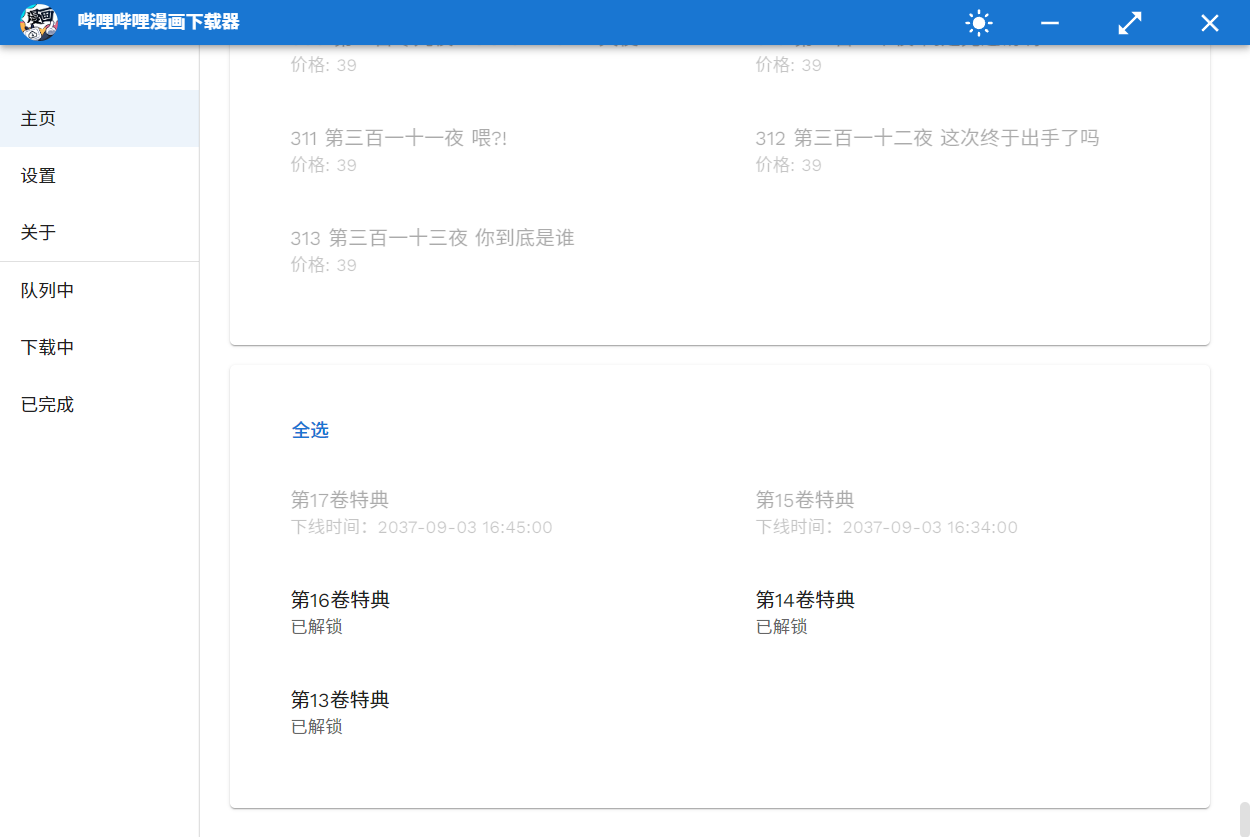 哔哩哔哩漫画下载器
主页
设置
关于
队列中
下载中
已完成
价格: 39
价格: 39
311 第三百一十一夜 喂?!
价格: 39
312 第三百一十二夜 这次终于出手了吗
价格: 39
313 第三百一十三夜 你到底是谁
价格: 39
全选
第17卷特典
下线时间：2037-09-03 16:45:00
第15卷特典
下线时间：2037-09-03 16:34:00
第16卷特典
已解锁
第14卷特典
已解锁
第13卷特典
已解锁